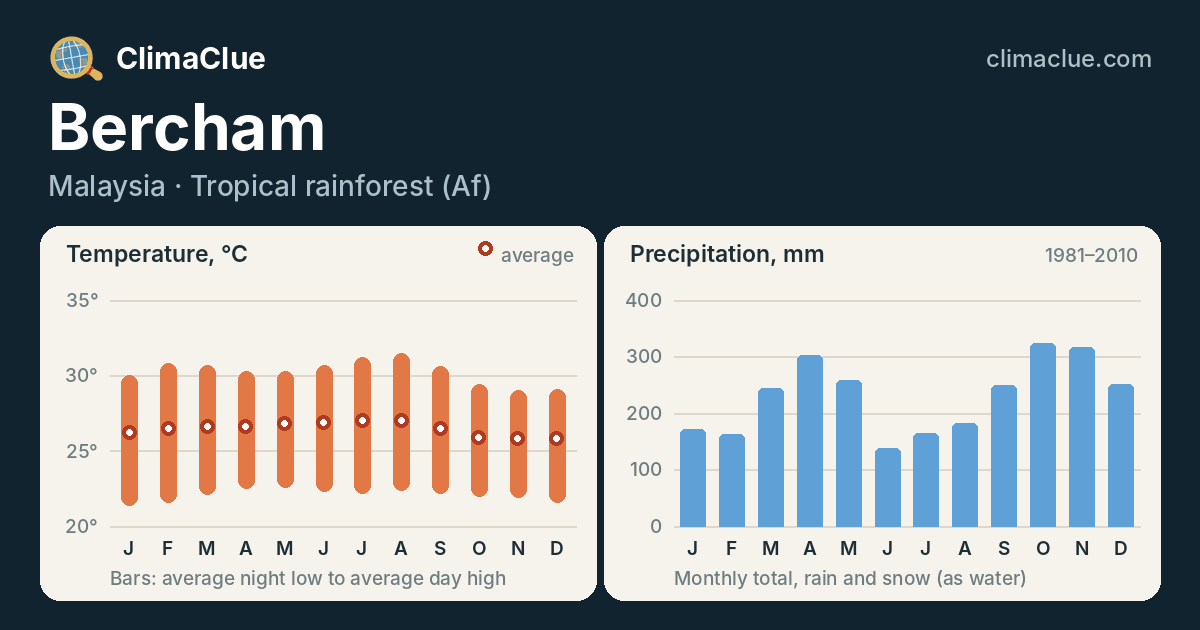 ClimaClue
climaclue.com
Bercham
Malaysia · Tropical rainforest (Af)
Temperature, °C
average
35°
30°
25°
20°
J F M A M J J A S O N D
Bars: average night low to average day high
Precipitation, mm
1981–2010
400
300
200
100
0
J F M A M J J A S O N D
Monthly total, rain and snow (as water)